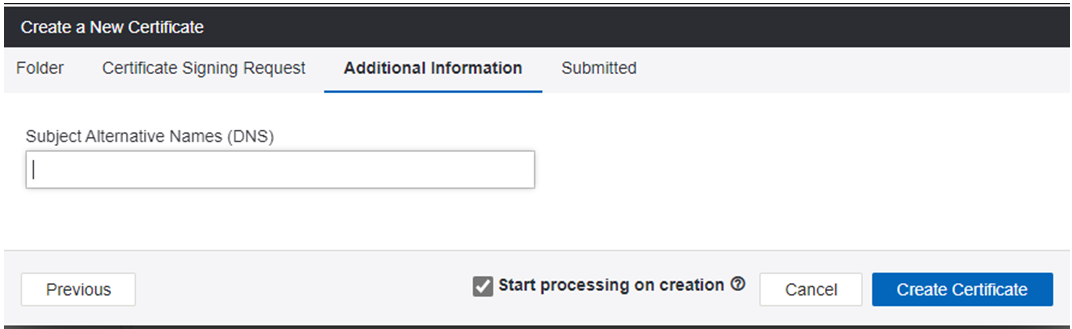 Create a New Certificate
Folder Certificate Signing Request Additional Information Submitted
Subject Alternative Names (DNS)
Previous Start processing on creation Cancel Create Certificate